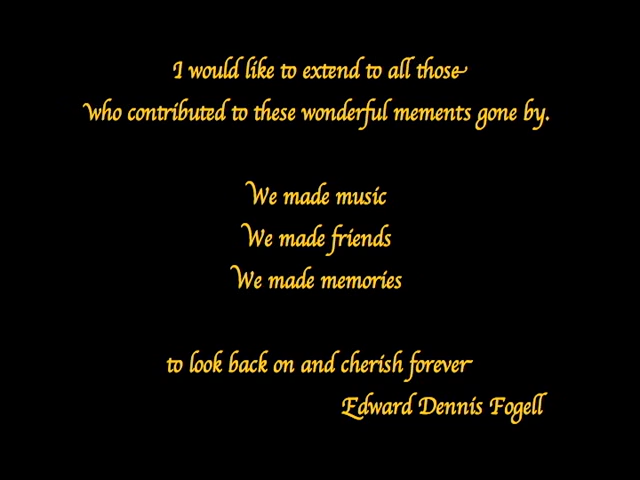 I would like to extend to all those
who contributed to these wonderful mements gone by.
We made music
We made friends
We made memories
to look back on and cherish forever
Edward Dennis Fogell